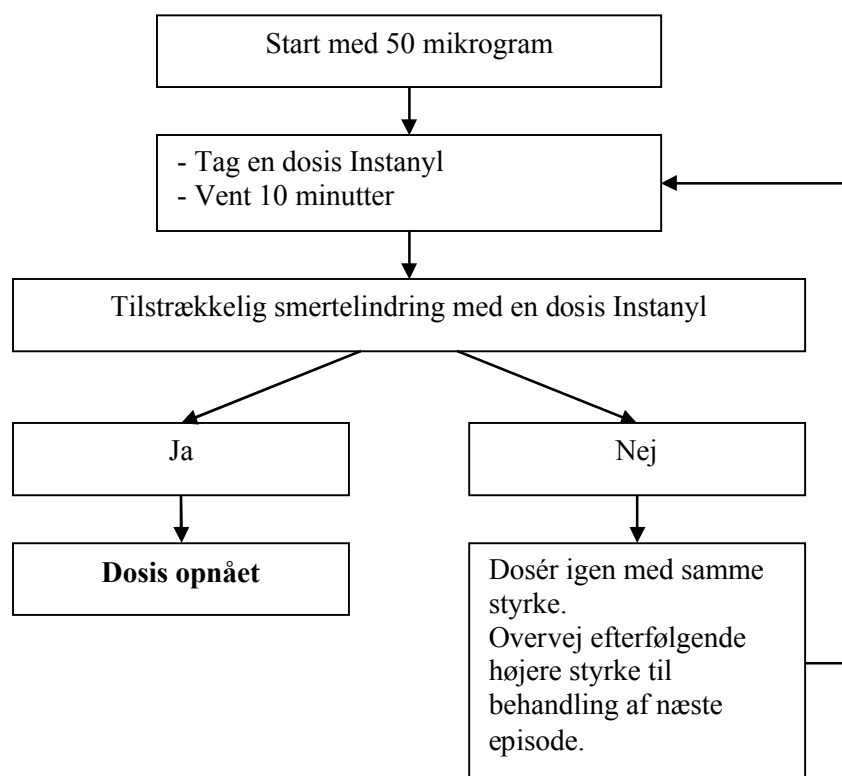 Start med 50 mikrogram
- Tag en dosis Instanyl
- Vent 10 minutter
Tilstrækkelig smertelindring med en dosis Instanyl
Ja
Nej
Dosis opnået
Dosér igen med samme
styrke.
Overvej efterfølgende
højere styrke til
behandling af næste
episode.